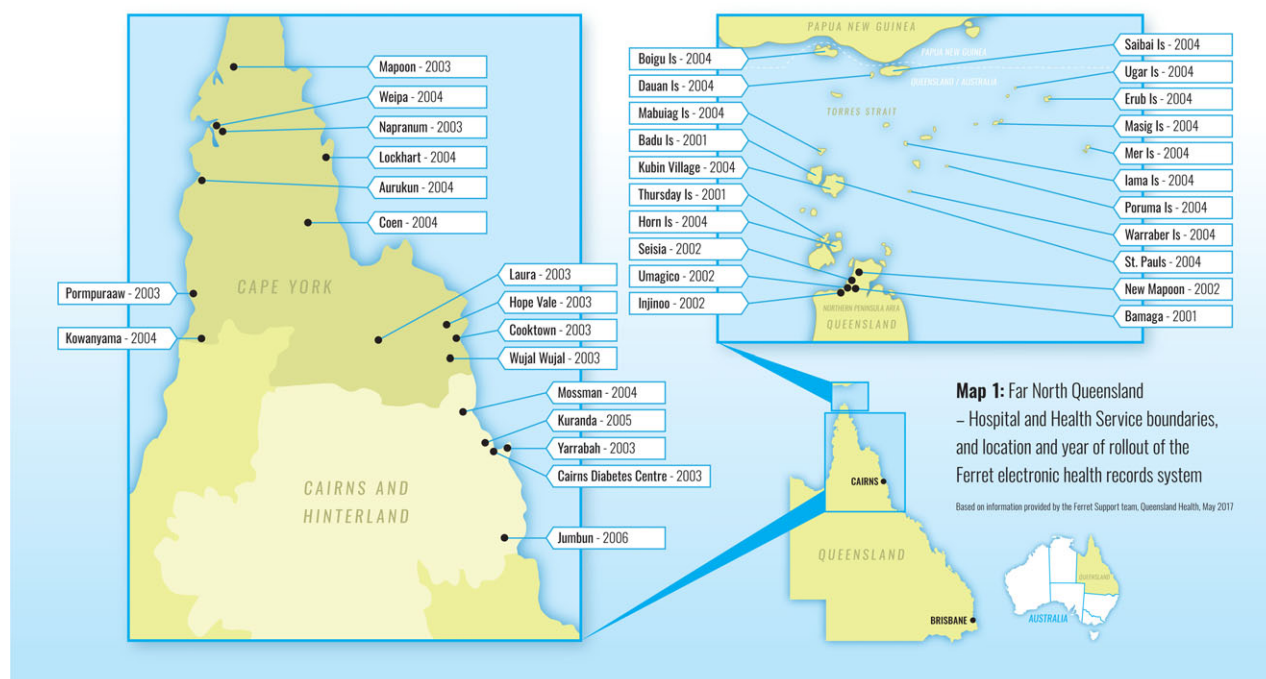 Mapoon - 2003
Weipa - 2004
Napranum - 2003
Lockhart - 2004
Aurukun - 2004
Coen - 2004
CAPE YORK
Laura - 2003
Pormpuraaw - 2003
Hope Vale - 2003
Kowanyama - 2004
Cooktown - 2003
Wujal Wujal - 2003
Mossman - 2004
Kuranda - 2005
Yarrabah - 2003
Cairns Diabetes Centre - 2003
CAIRNS AND
HINTERLAND
Jumbun - 2006
PAPUA NEW GUINEA
PAPUA NEW GUINEA
QUEENSLAND / AUSTRALIA
TORRES STRAIT
Boigu Is - 2004
Dauan Is - 2004
Mabuiag Is - 2004
Badu Is - 2001
Kubin Village - 2004
Thursday Is - 2001
Horn Is - 2004
Seisia - 2002
Umagico - 2002
Injinoo - 2002
Saibai Is - 2004
Ugar Is - 2004
Erub Is - 2004
Masig Is - 2004
Mer Is - 2004
Iama Is - 2004
Poruma Is - 2004
Warraber Is - 2004
St. Pauls - 2004
New Mapoon - 2002
Bamaga - 2001
NORTHERN PENINSULA AREA
QUEENSLAND
Map 1: Far North Queensland
– Hospital and Health Service boundaries,
and location and year of rollout of the
Ferret electronic health records system
Based on information provided by the Ferret Support team, Queensland Health, May 2017
CAIRNS
QUEENSLAND
BRISBANE
QUEENSLAND
AUSTRALIA